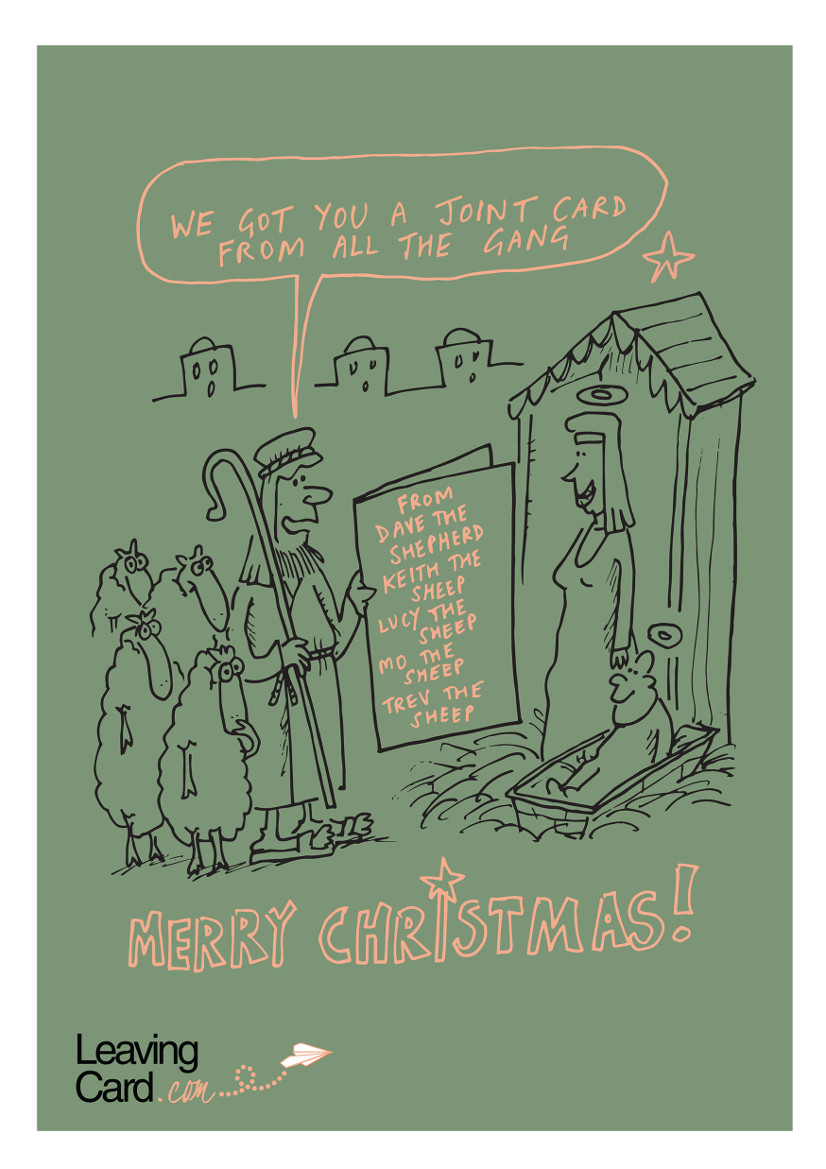 WE GOT YOU A JOINT CARD
FROM ALL THE GANG
FROM
DAVE THE
SHEPHERD
KEITH THE
SHEEP
LUCY THE
SHEEP
MO THE
SHEEP
TREV THE
SHEEP
MERRY CHRISTMAS!
Leaving
Card.com